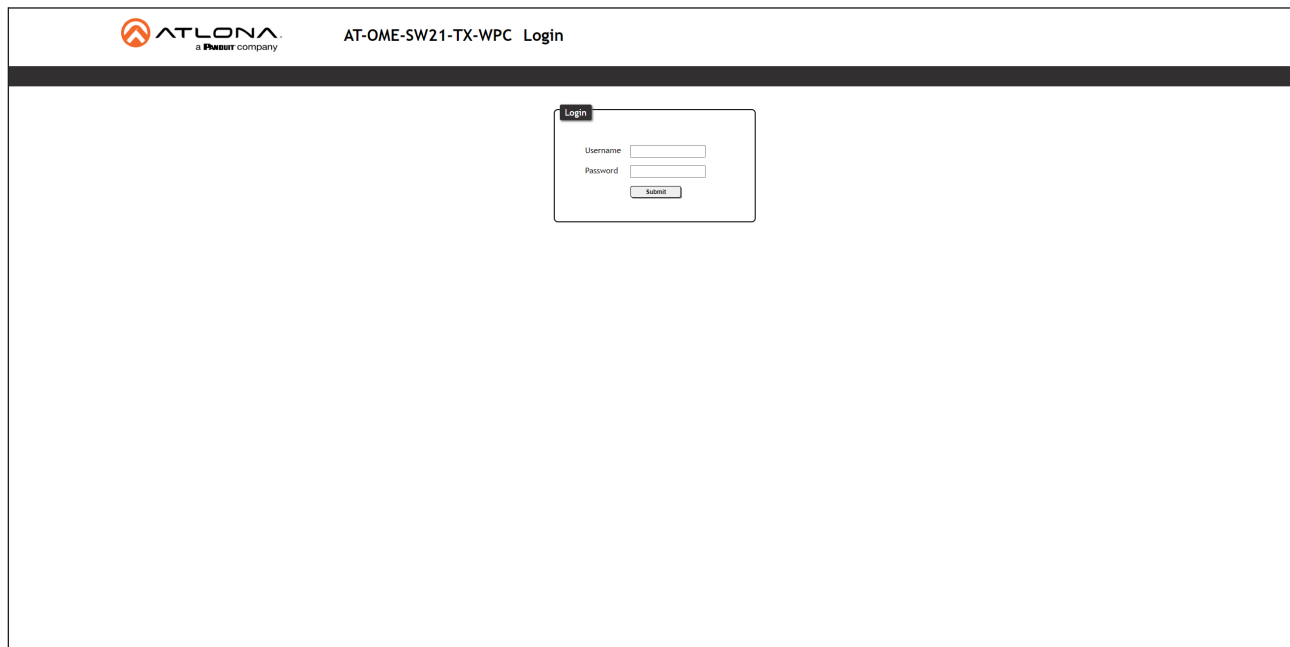 ATLONA.
a PANDUIT company
AT-OME-SW21-TX-WPC Login
Login
Username
Password
Submit